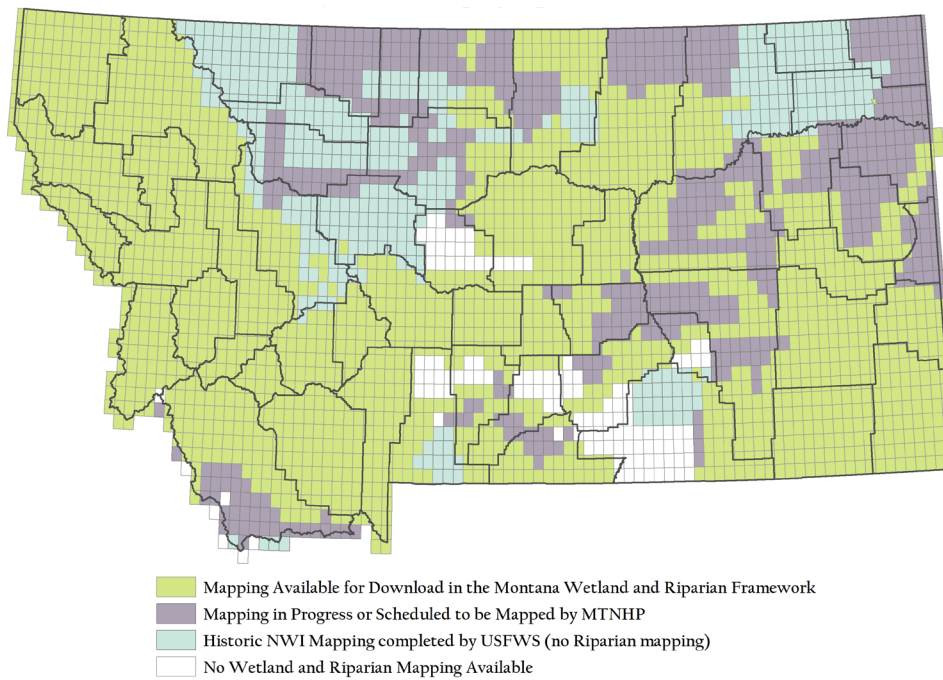 Mapping Available for Download in the Montana Wetland and Riparian Framework
Mapping in Progress or Scheduled to be Mapped by MTNHP
Historic NWI Mapping completed by USFWS (no Riparian mapping)
No Wetland and Riparian Mapping Available